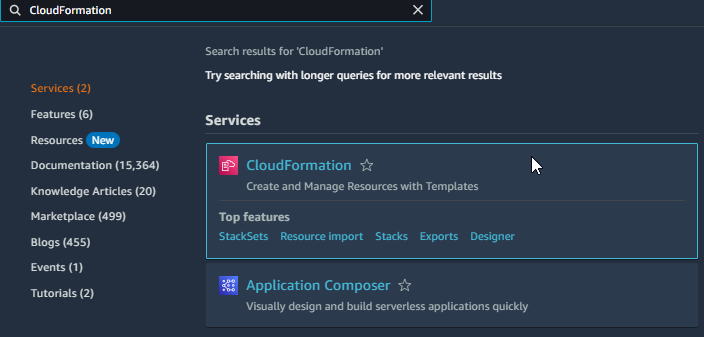 CloudFormation
Search results for 'CloudFormation'
Try searching with longer queries for more relevant results
Services (2)
Features (6)
Resources New
Documentation (15,364)
Knowledge Articles (20)
Marketplace (499)
Blogs (455)
Events (1)
Tutorials (2)
Services
CloudFormation
Create and Manage Resources with Templates
Top features
StackSets Resource import Stacks Exports Designer
Application Composer
Visually design and build serverless applications quickly